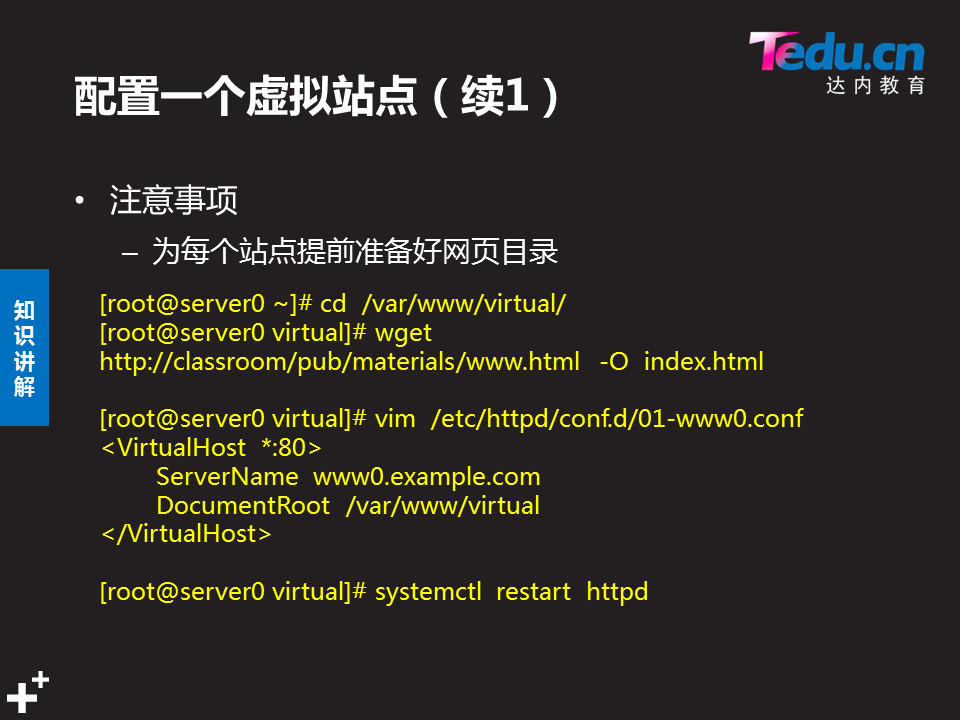 Tedu.cn
达内教育
配置一个虚拟站点（续1）
• 注意事项
– 为每个站点提前准备好网页目录
知识讲解
[root@server0 ~]# cd  /var/www/virtual/
[root@server0 virtual]# wget
http://classroom/pub/materials/www.html  -O  index.html
[root@server0 virtual]# vim  /etc/httpd/conf.d/01-www0.conf
<VirtualHost  *:80>
ServerName  www0.example.com
DocumentRoot  /var/www/virtual
</VirtualHost>
[root@server0 virtual]# systemctl  restart  httpd